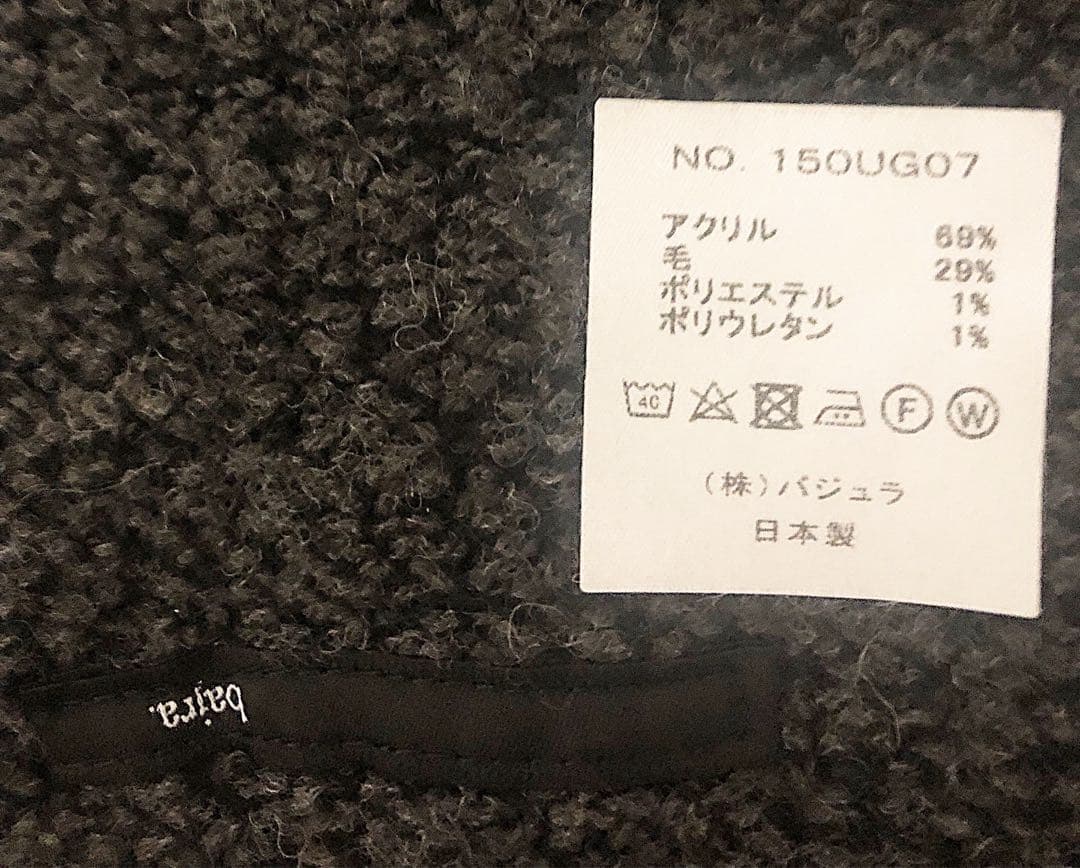 NO. 150UG07
アクリル 69%
毛 29%
ポリエステル 1%
ポリウレタン 1%
40 F W
(株)バジュラ
日本製
bajra.